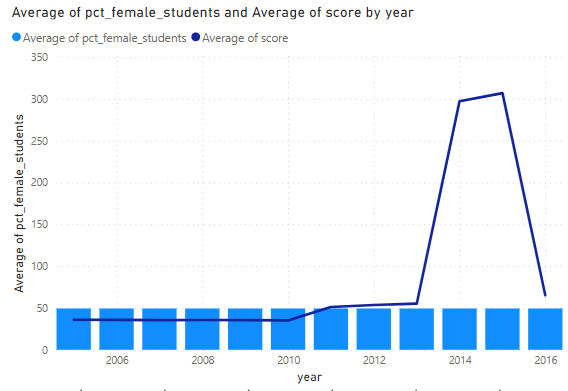 Average of pct_female_students and Average of score by year
Average of pct_female_students Average of score
350
300
250
200
150
100
50
0
Average of pct_female_students
2006 2008 2010 2012 2014 2016
year